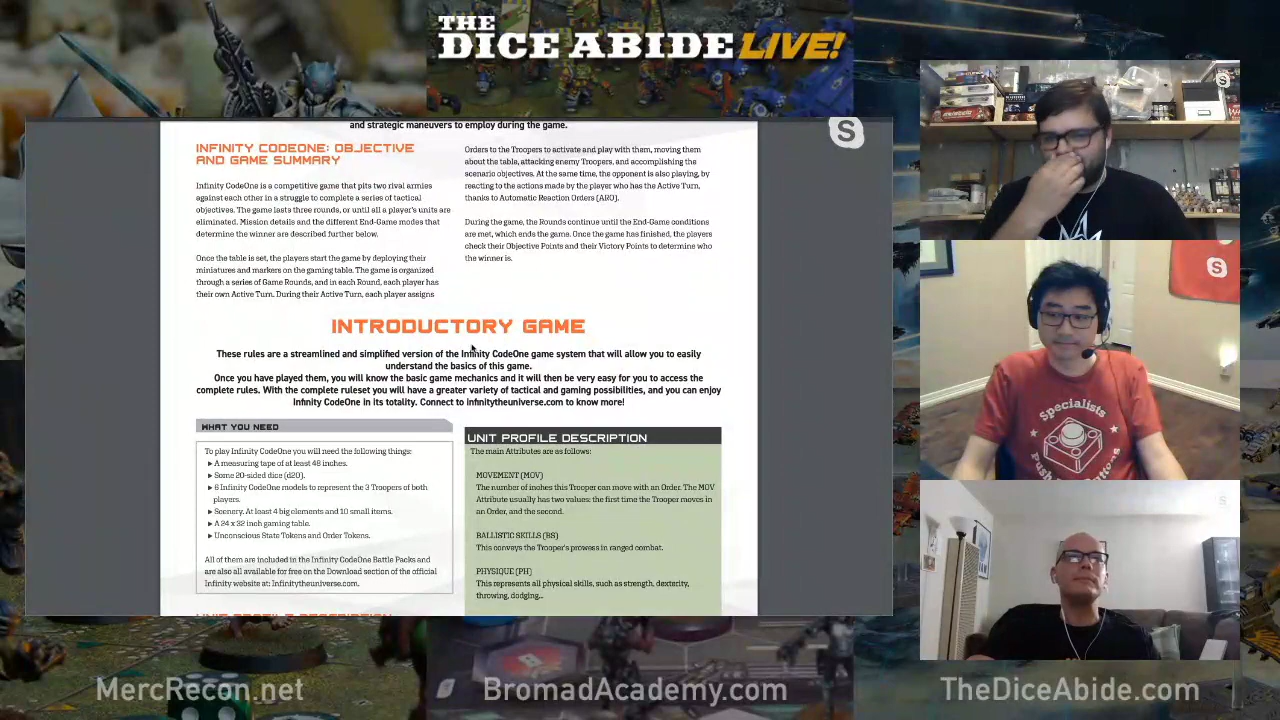 THE
DICE ABIDE LIVE!
and strategic maneuvers to employ during the game.
INFINITY CODEONE: OBJECTIVE
AND GAME SUMMARY
Infinity CodeOne is a competitive game that pits two rival armies
against each other in a struggle to complete a series of tactical
objectives. The game lasts three rounds, or until all a player's units are
eliminated. Mission details and the different End-Game modes that
determine the winner are described further below.
Once the table is set, the players start the game by deploying their
miniatures and markers on the gaming table. The game is organized
through a series of Game Rounds, and in each Round, each player has
their own Active Turn. During their Active Turn, each player assigns
Orders to the Troopers to activate and play with them, moving them
about the table, attacking enemy Troopers, and accomplishing the
scenario objectives. At the same time, the opponent is also playing, by
reacting to the actions made by the player who has the Active Turn,
thanks to Automatic Reaction Orders (ARO).
During the game, the Rounds continue until the End-Game conditions
are met, which ends the game. Once the game has finished, the players
check their Objective Points and their Victory Points to determine who
the winner is.
INTRODUCTORY GAME
These rules are a streamlined and simplified version of the Infinity CodeOne game system that will allow you to easily
understand the basics of this game.
Once you have played them, you will know the basic game mechanics and it will then be very easy for you to access the
complete rules. With the complete ruleset you will have a greater variety of tactical and gaming possibilities, and you can enjoy
Infinity CodeOne in its totality. Connect to infinitytheuniverse.com to know more!
WHAT YOU NEED
To play Infinity CodeOne you will need the following things:
▶ A measuring tape of at least 48 inches.
▶ Some 20-sided dice (d20).
▶ 6 Infinity CodeOne models to represent the 3 Troopers of both
players.
▶ Scenery. At least 4 big elements and 10 small items.
▶ A 24 x 32 inch gaming table.
▶ Unconscious State Tokens and Order Tokens.
All of them are included in the Infinity CodeOne Battle Packs and
are also all available for free on the Download section of the official
Infinity website at: Infinitytheuniverse.com.
UNIT PROFILE DESCRIPTION
UNIT PROFILE DESCRIPTION
The main Attributes are as follows:
MOVEMENT (MOV)
The number of inches this Trooper can move with an Order. The MOV
Attribute usually has two values: the first time the Trooper moves in
an Order, and the second.
BALLISTIC SKILLS (BS)
This conveys the Trooper's prowess in ranged combat.
PHYSIQUE (PH)
This represents all physical skills, such as strength, dexterity,
throwing, dodging...
S
S
S
Specialists
MercRecon.net
BromadAcademy.com
TheDiceAbide.com